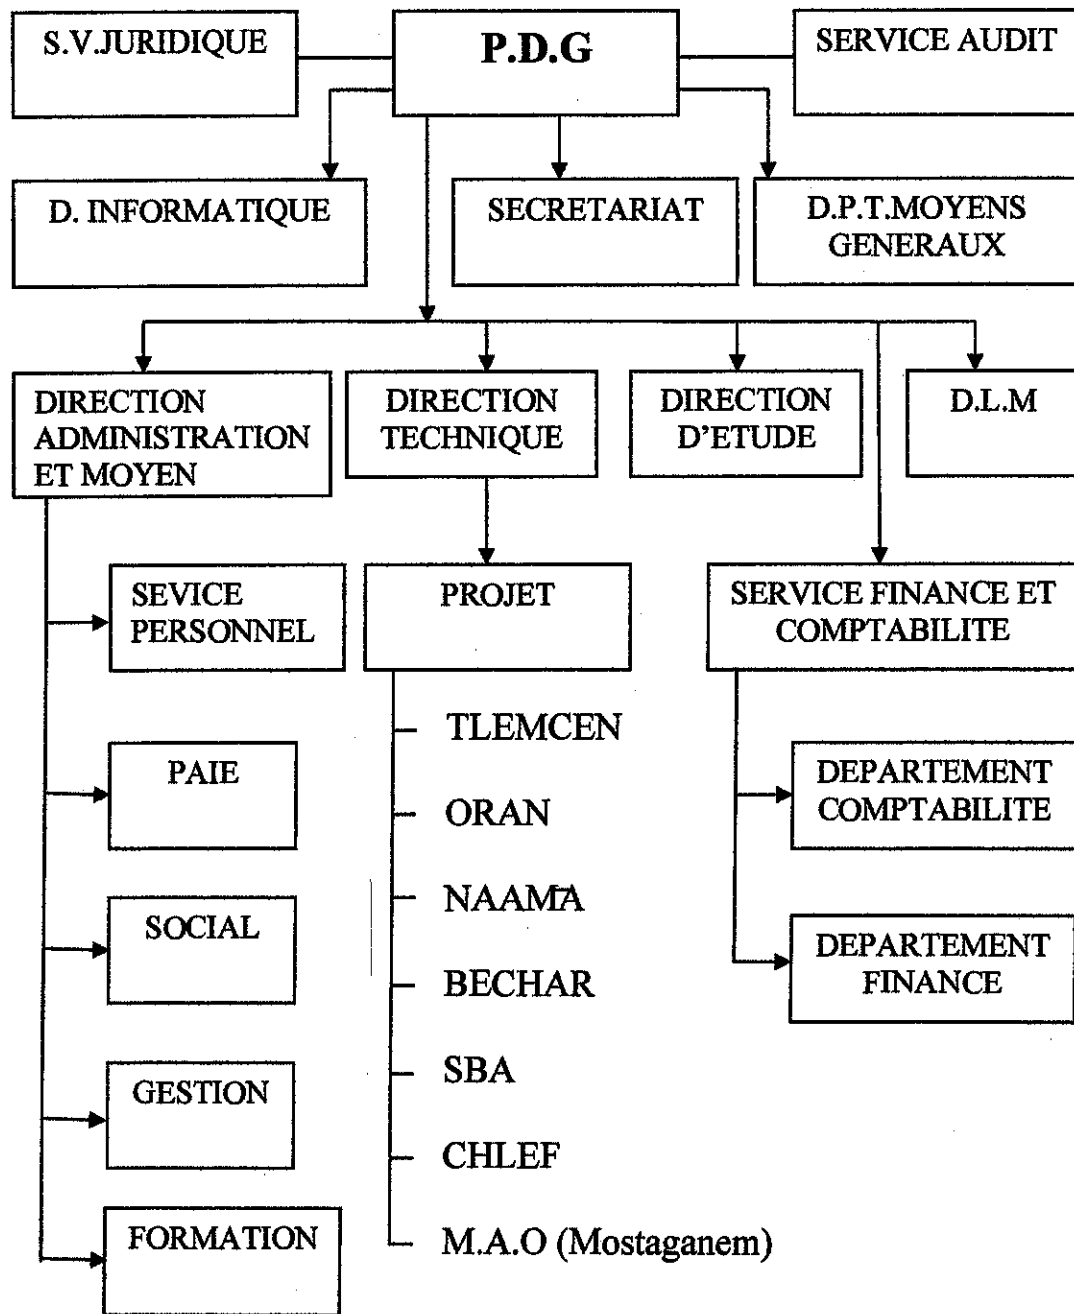 S.V.JURIDIQUE
P.D.G
SERVICE AUDIT
D. INFORMATIQUE
SECRETARIAT
D.P.T.MOYENS
GENERAUX
DIRECTION
ADMINISTRATION
ET MOYEN
DIRECTION
TECHNIQUE
DIRECTION
D'ETUDE
D.L.M
SEVICE
PERSONNEL
PROJET
SERVICE FINANCE ET
COMPTABILITE
TLEMCEN
PAIE
DEPARTEMENT
COMPTABILITE
ORAN
NAAMA
SOCIAL
DEPARTEMENT
FINANCE
BECHAR
SBA
GESTION
CHLEF
FORMATION
M.A.O (Mostaganem)